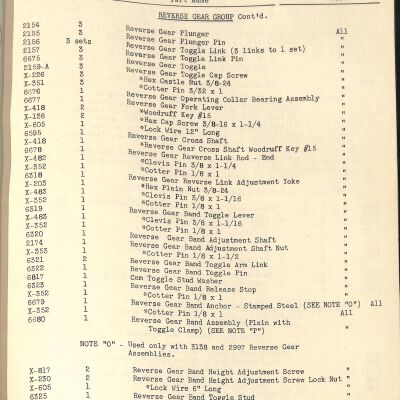 Part Name
REVERSE GEAR GROUP Cont'd.
2154 3 Reverse Gear Plunger All
2155 3 Reverse Gear Plunger Pin "
2156 3 sets Reverse Gear Toggle Link (3 links to 1 set) "
2157 3 Reverse Gear Toggle Link Pin "
6675 3 Reverse Gear Toggle "
2159-A 3 Reverse Gear Toggle Cap Screw "
X-226 3 *Hex Castle Nut 3/8-24 "
X-351 3 *Cotter Pin 3/32 x 1 "
6676 1 Reverse Gear Operating Collar Bearing Assembly "
6677 1 Reverse Gear Fork Lever "
X-418 2 *Woodruff Key #15 "
X-136 2 *Hex Cap Screw 3/8-16 x 1-1/4 "
X-605 1 *Lock Wire 12" Long "
6595 1 Reverse Gear Cross Shaft "
X-418 1 *Reverse Gear Cross Shaft Woodruff Key #15 "
6678 1 Reverse Gear Reverse Link Rod - End "
X-482 1 *Clevis Pin 3/8 x 1-1/4 "
X-352 1 *Cotter Pin 1/8 x 1 "
6318 1 Reverse Gear Reverse Link Adjustment Yoke "
X-203 1 *Hex Plain Nut 3/8-24 "
X-483 1 *Clevis Pin 3/8 x 1-1/16 "
X-352 1 *Cotter Pin 1/8 x 1 "
6319 1 Reverse Gear Band Toggle Lever "
X-483 1 *Clevis Pin 3/8 x 1-1/16 "
X-352 1 *Cotter Pin 1/8 x 1 "
6320 1 Reverse Gear Band Adjustment Shaft "
2174 1 Reverse Gear Band Adjustment Shaft Nut "
X-353 1 *Cotter Pin 1/8 x 1-1/2 "
6321 2 Reverse Gear Band Toggle Arm Link "
6322 1 Reverse Gear Band Toggle Pin "
6817 1 Cam Toggle Stud Washer "
6323 1 Reverse Gear Band Release Stop "
X-352 1 *Cotter Pin 1/8 x 1 "
6679 1 Reverse Gear Band Anchor - Stamped Steel (SEE NOTE "O") All
X-352 1 *Cotter Pin 1/8 x 1 All
6680 1 Reverse Gear Band Assembly (Plain with "
Toggle Clamp) (SEE NOTE "P")
NOTE "O" - Used only with 3138 and 2997 Reverse Gear
Assemblies.
X-817 2 Reverse Gear Band Height Adjustment Screw "
X-230 2 Reverse Gear Band Height Adjustment Screw Lock Nut "
X-605 1 *Lock Wire 6" Long "
6325 1 Reverse Gear Band Toggle Stud "